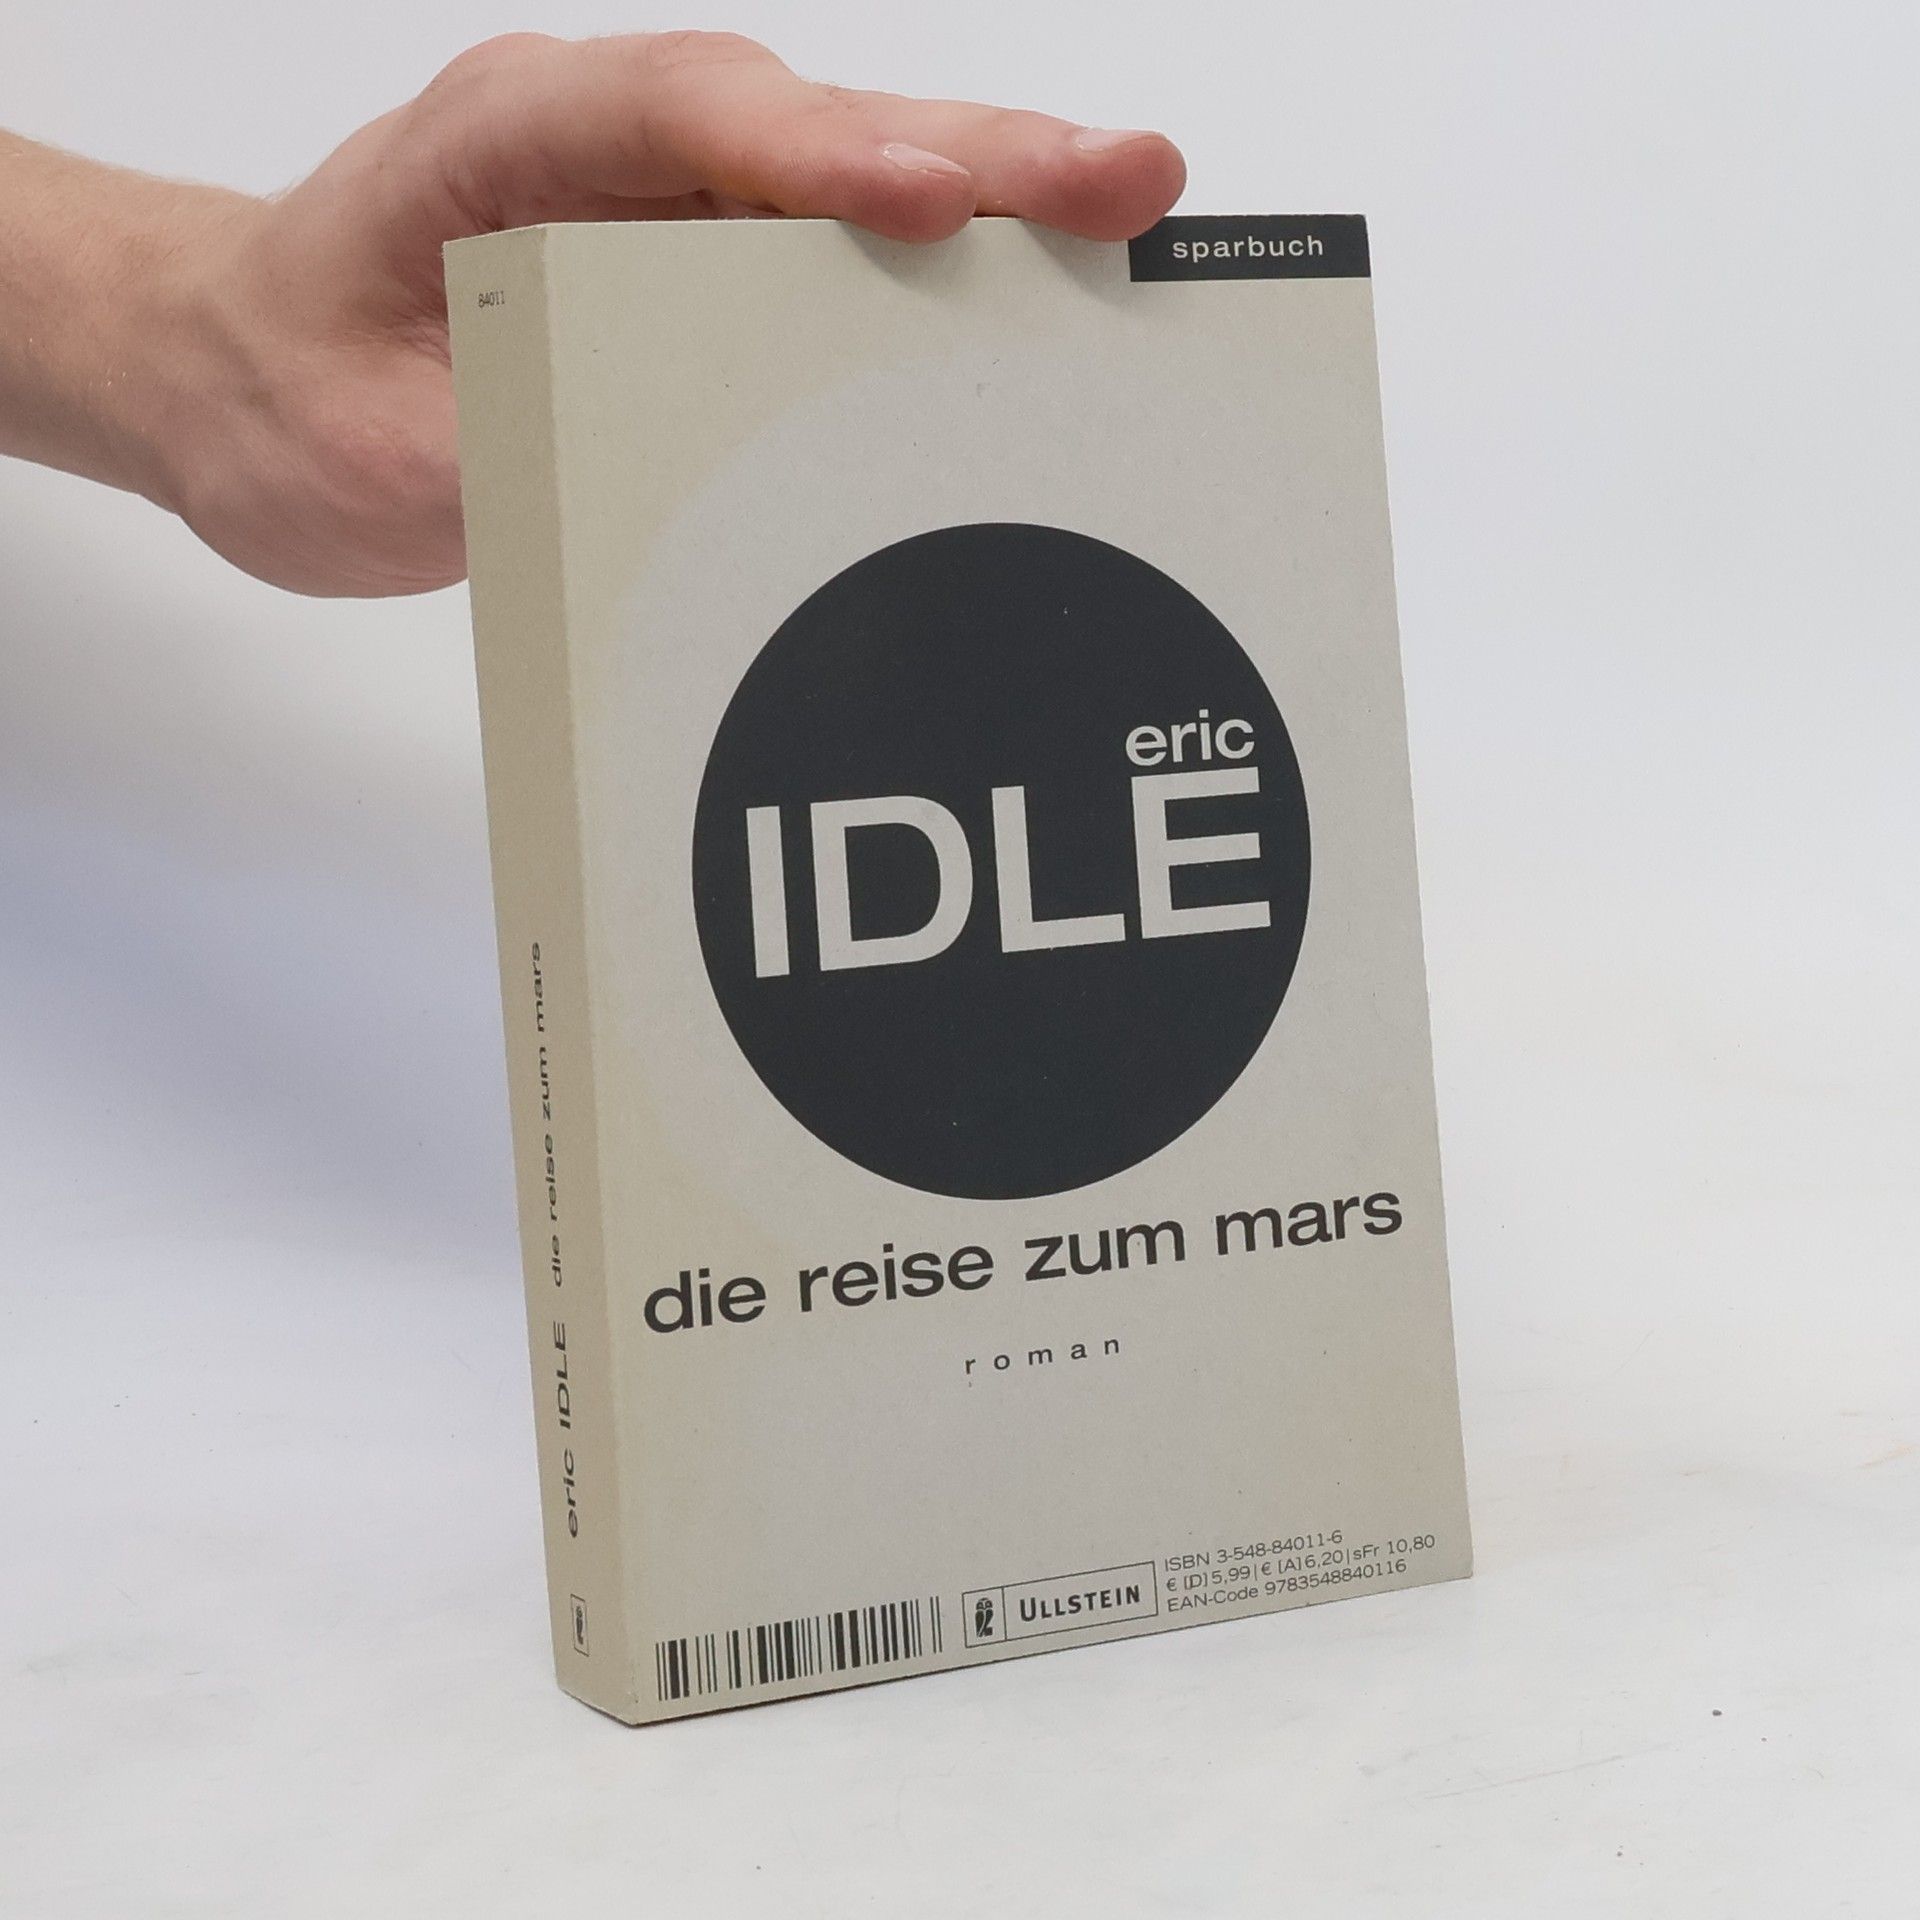 sparbuch
84011
eric
IDLE
die reise zum mars
roman
eric IDLE die reise zum mars
ULLSTEIN
ISBN 3-548-84011-6
€ [D] 5,99 | € [A] 6,20 | sFr 10,80
EAN-Code 9783548840116